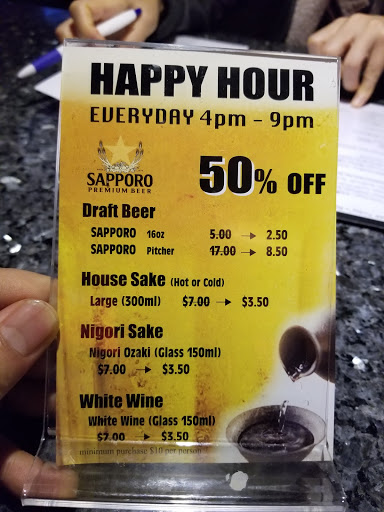 HAPPY HOUR
EVERYDAY 4pm - 9pm
SAPPORO
PREMIUM BEER
50% OFF
Draft Beer
SAPPORO 16oz 5.00 → 2.50
SAPPORO Pitcher 17.00 → 8.50
House Sake (Hot or Cold)
Large (300ml) $7.00 → $3.50
Nigori Sake
Nigori Ozaki (Glass 150ml)
$7.00 → $3.50
White Wine
White Wine (Glass 150ml)
$7.00 → $3.50
minimum purchase $10 per person